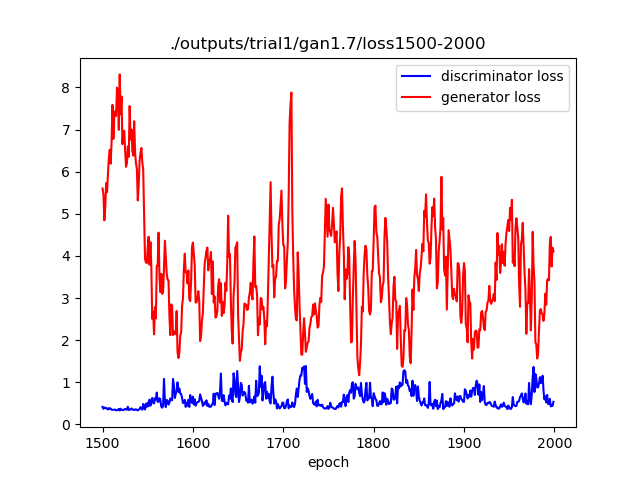 ./outputs/trial1/gan1.7/loss1500-2000
discriminator loss
generator loss
8
7
6
5
4
3
2
1
0
1500 1600 1700 1800 1900 2000
epoch